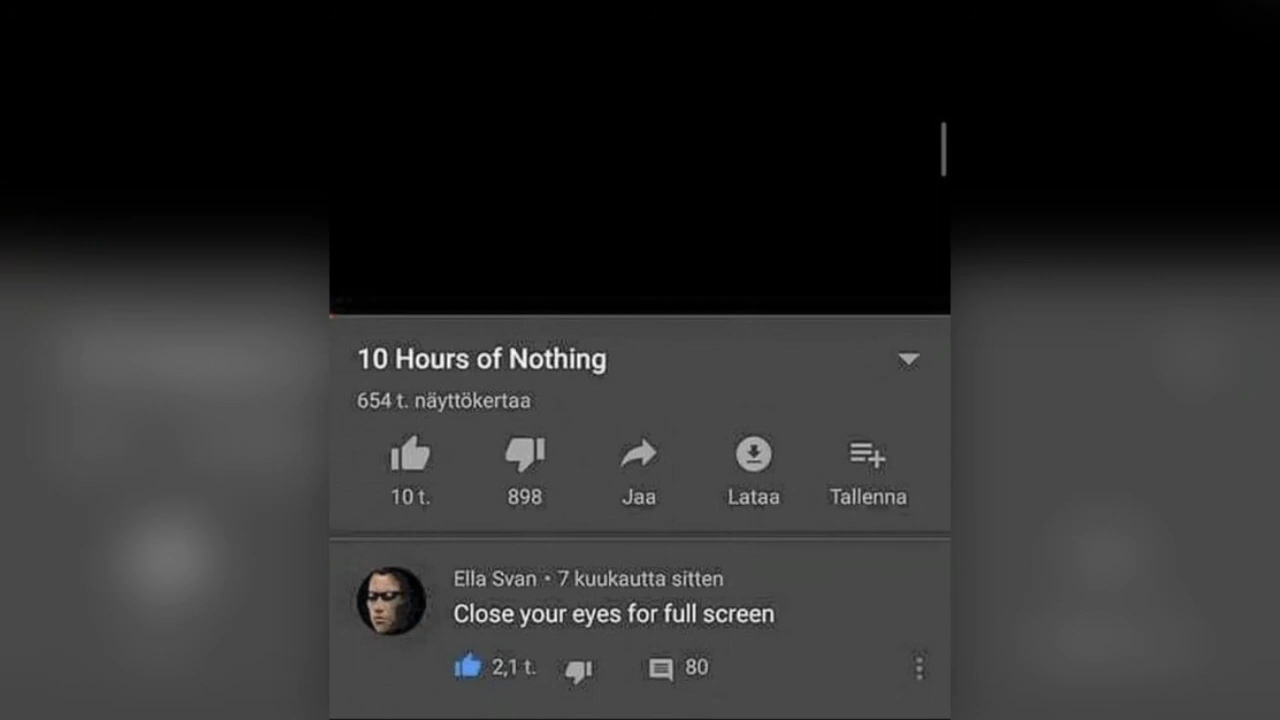 10 Hours of Nothing
654 t. näyttökertaa
10 t. 898 Jaa Lataa Tallenna
Ella Svan • 7 kuukautta sitten
Close your eyes for full screen
2,1 t. 80